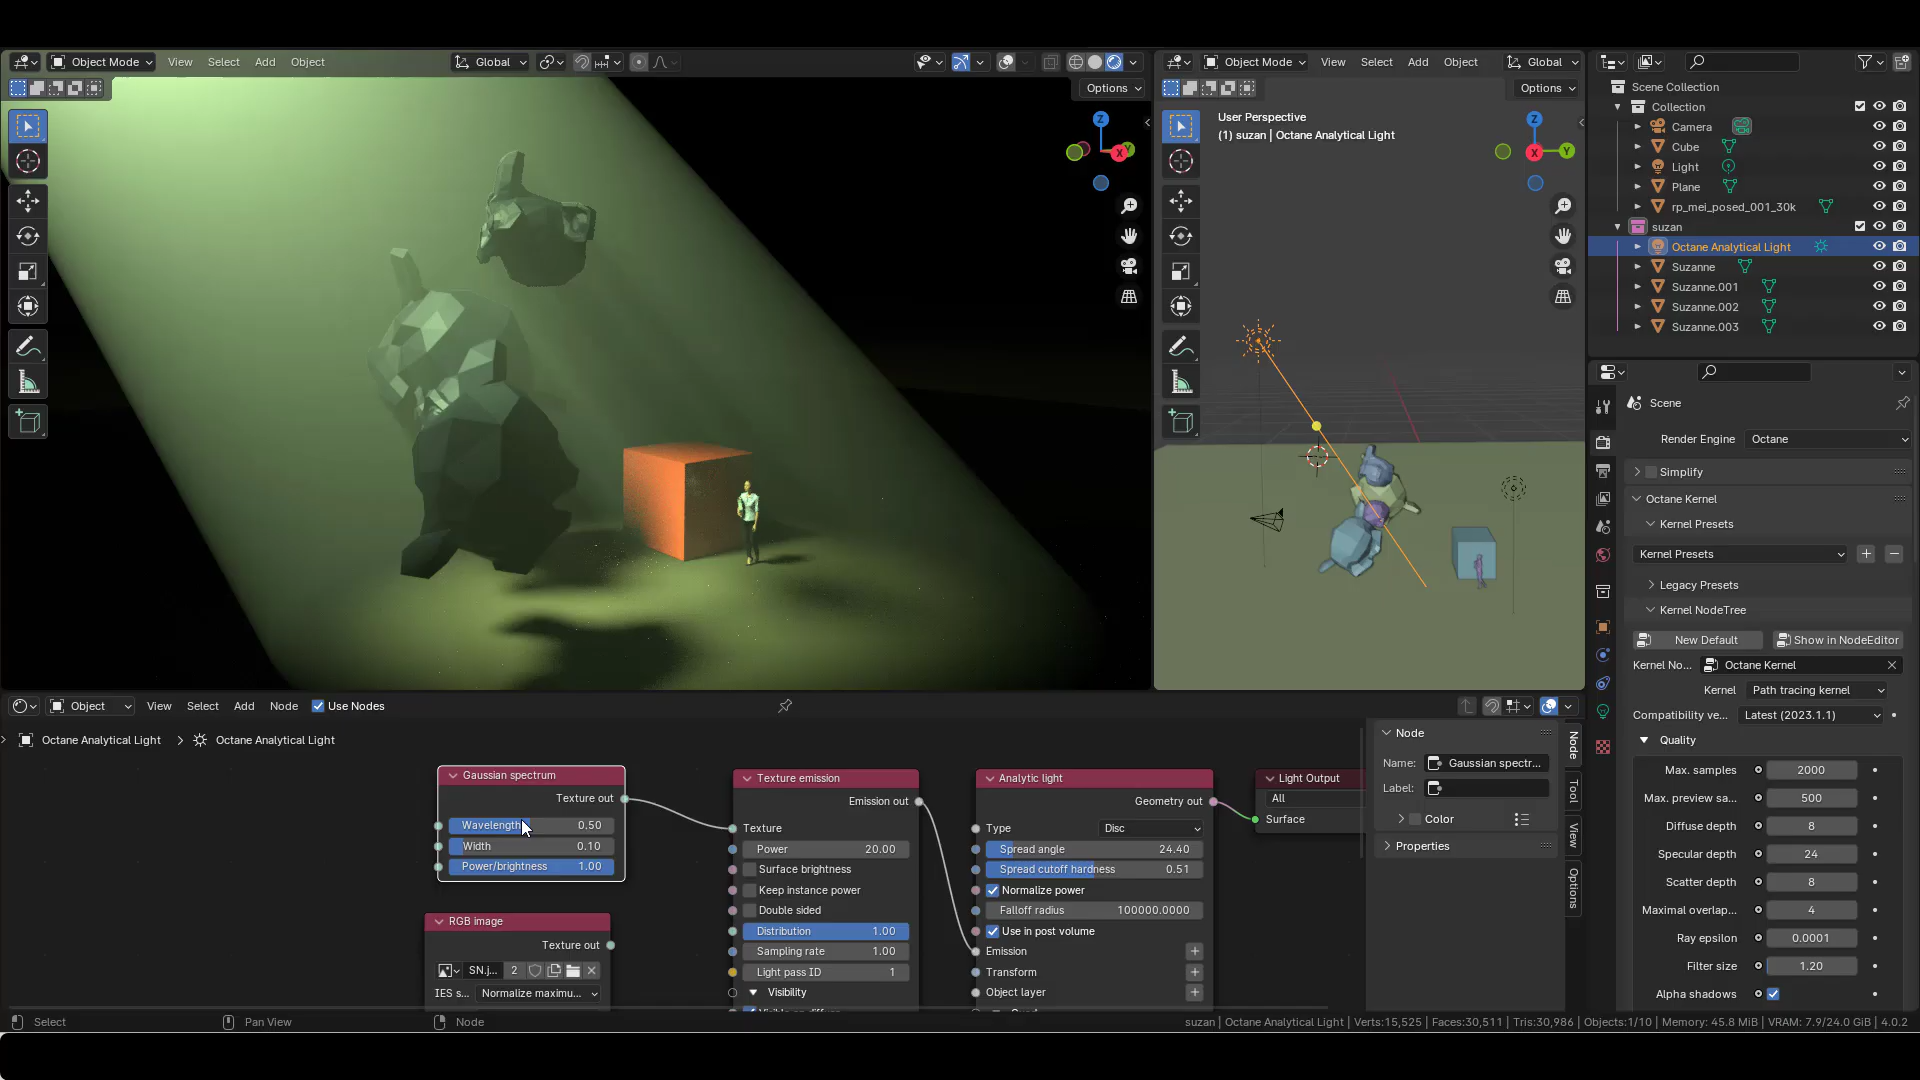 Object Mode View Select Add Object Global
Options
Z
Y
X
Object Mode View Select Add Object Global
Options
User Perspective
(1) suzan | Octane Analytical Light
Z
Y
X
Scene Collection
Collection
Camera
Cube
Light
Plane
rp_mei_posed_001_30k
suzan
Octane Analytical Light
Suzanne
Suzanne.001
Suzanne.002
Suzanne.003
Scene
Render Engine Octane
Simplify
Octane Kernel
Kernel Presets
Kernel Presets
Legacy Presets
Kernel NodeTree
New Default Show in NodeEditor
Kernel No... Octane Kernel
Kernel Path tracing kernel
Compatibility ve... Latest (2023.1.1)
Quality
Max. samples 2000
Max. preview sa... 500
Diffuse depth 8
Specular depth 24
Scatter depth 8
Maximal overlap... 4
Ray epsilon 0.0001
Filter size 1.20
Alpha shadows
Object View Select Add Node Use Nodes
Octane Analytical Light > Octane Analytical Light
Gaussian spectrum
Texture out
Wavelength 0.50
Width 0.10
Power/brightness 1.00
RGB image
Texture out
SN.j... 2
IES s... Normalize maximu...
Texture emission
Emission out
Texture
Power 20.00
Surface brightness
Keep instance power
Double sided
Distribution 1.00
Sampling rate 1.00
Light pass ID 1
Visibility
Analytic light
Geometry out
Type Disc
Spread angle 24.40
Spread cutoff hardness 0.51
Normalize power
Falloff radius 100000.0000
Use in post volume
Emission
Transform
Object layer
Light Output
All
Surface
Node
Name: Gaussian spectr...
Label:
Color
Properties
Node
Tool
View
Options
Select Pan View Node
suzan | Octane Analytical Light | Verts:15,525 | Faces:30,511 | Tris:30,986 | Objects:1/10 | Memory: 45.8 MiB | VRAM: 7.9/24.0 GiB | 4.0.2